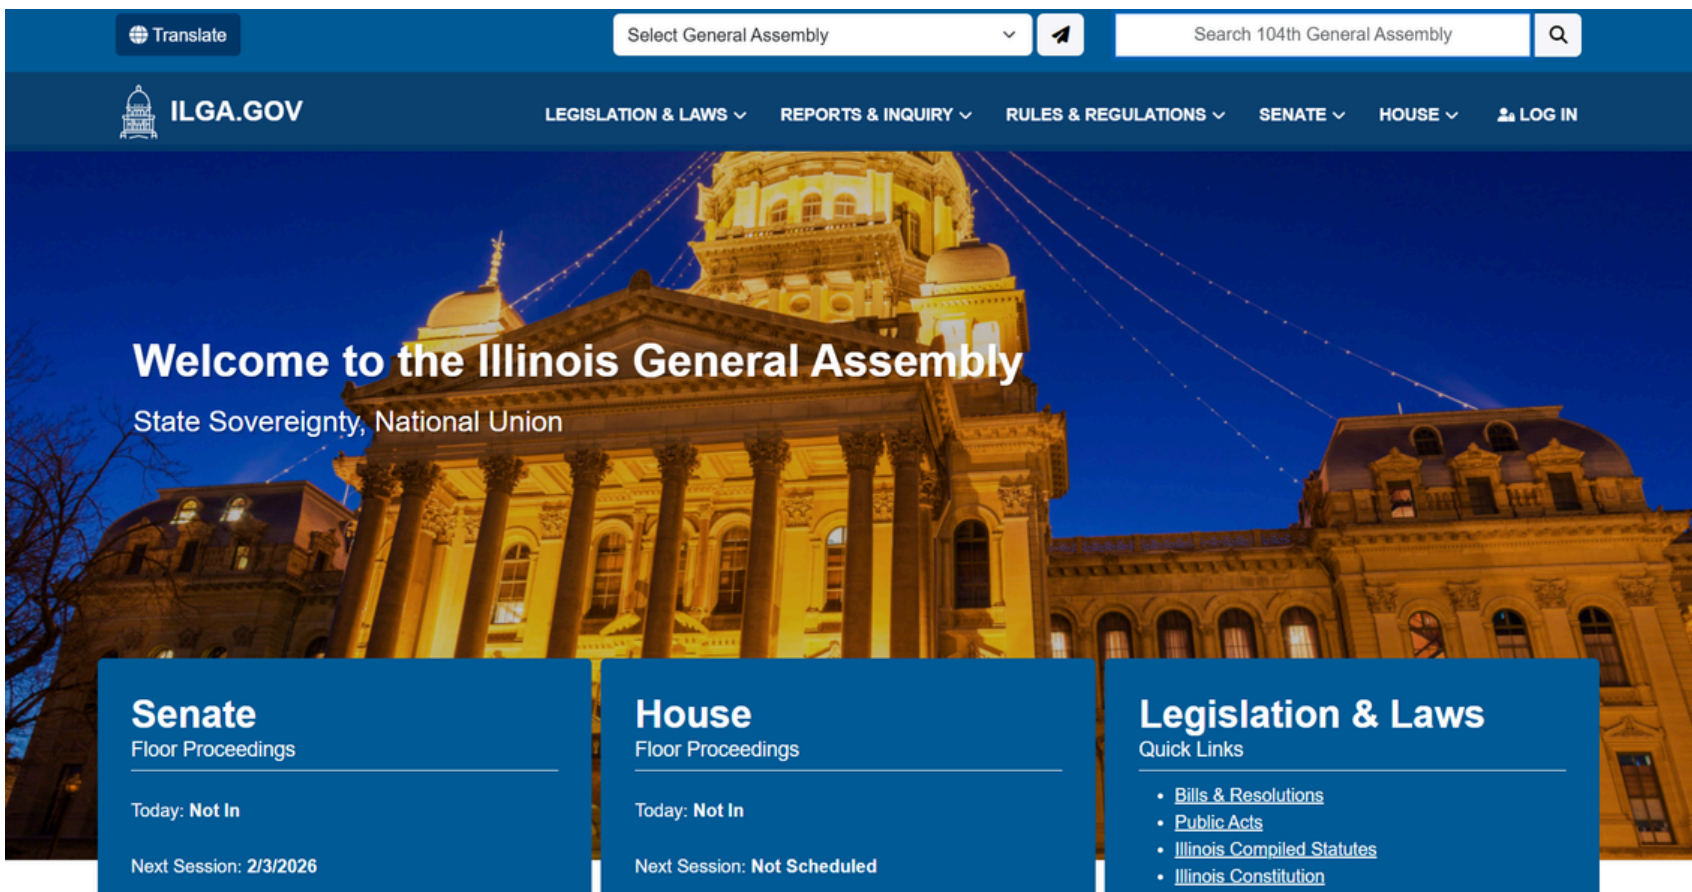 Translate
Select General Assembly
Search 104th General Assembly
ILGA.GOV
LEGISLATION & LAWS
REPORTS & INQUIRY
RULES & REGULATIONS
SENATE
HOUSE
LOG IN
Welcome to the Illinois General Assembly
State Sovereignty, National Union
Senate
Floor Proceedings
Today: Not In
Next Session: 2/3/2026
House
Floor Proceedings
Today: Not In
Next Session: Not Scheduled
Legislation & Laws
Quick Links
• Bills & Resolutions
• Public Acts
• Illinois Compiled Statutes
• Illinois Constitution